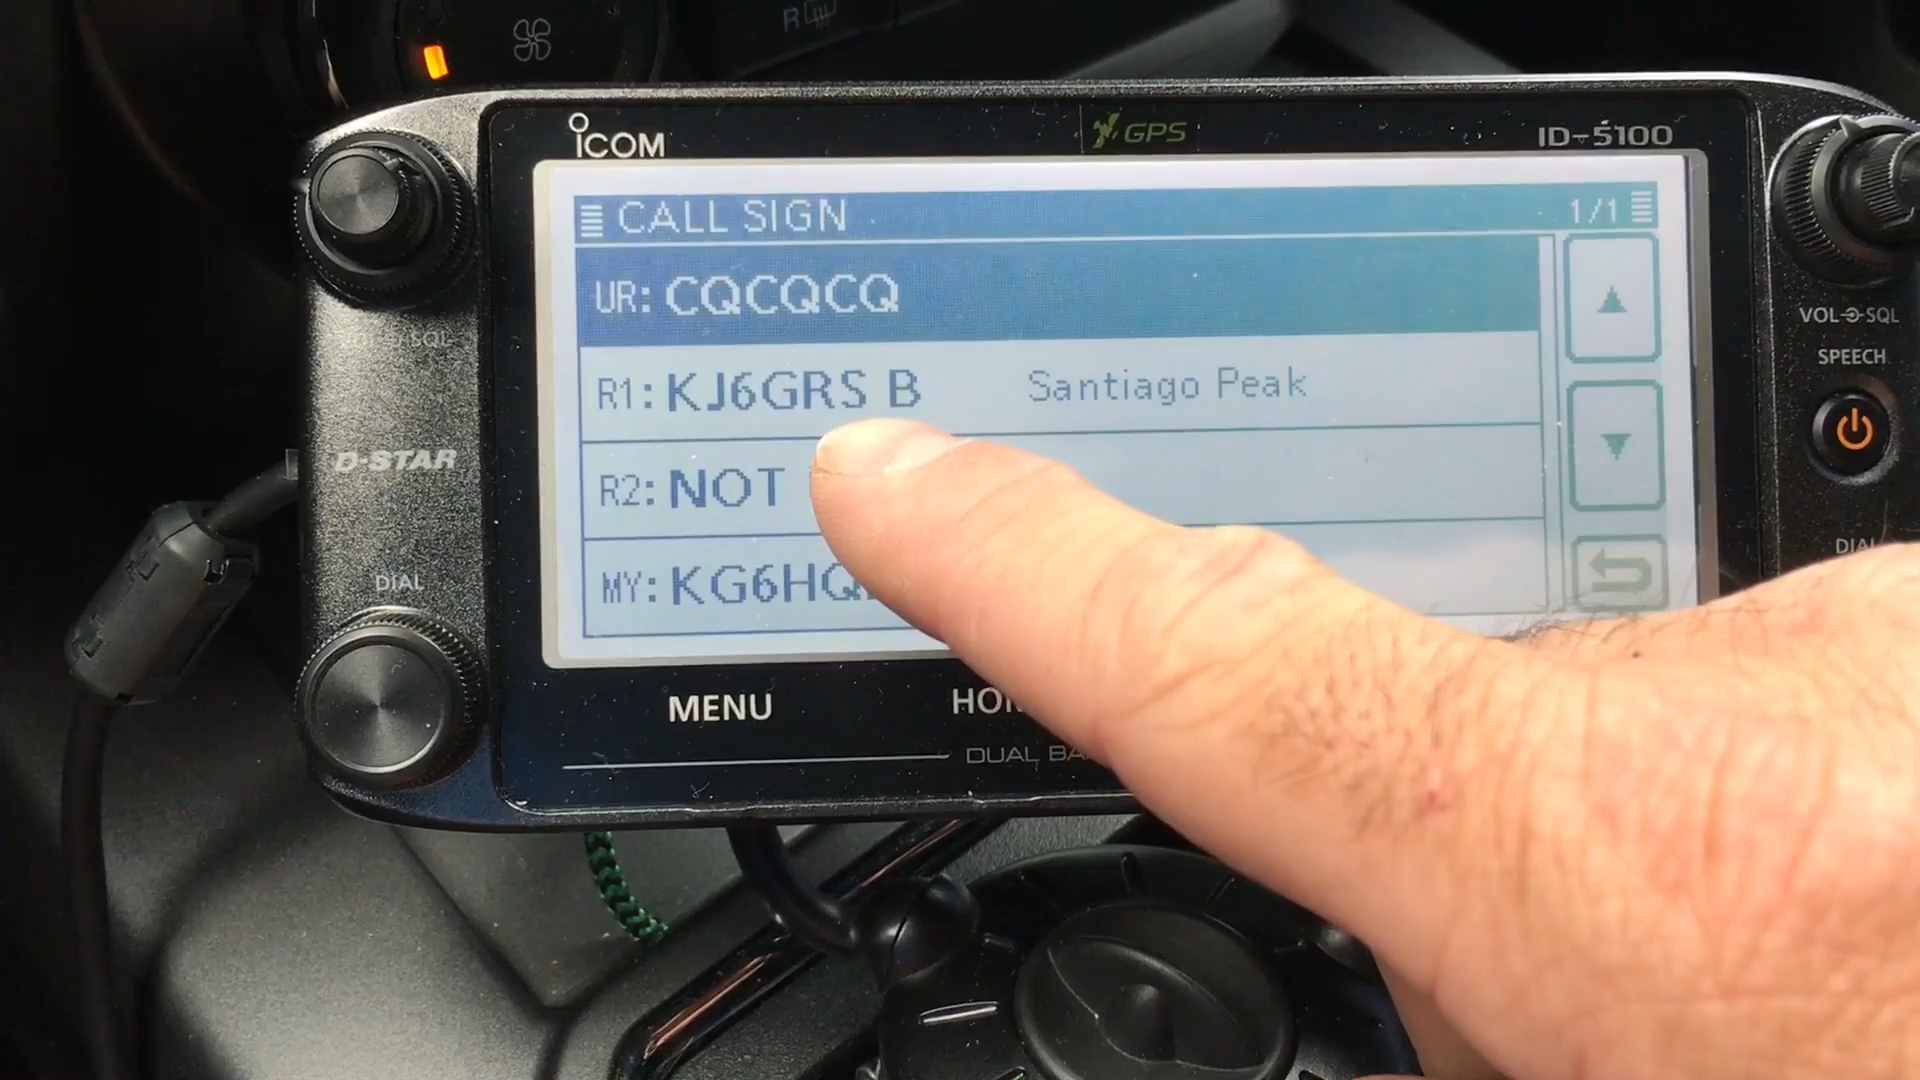 R
iCOM
GPS
ID-5100
CALL SIGN 1/1
UR: CQCQCQ
R1: KJ6GRS B Santiago Peak
R2: NOT
MY: KG6HQ
VOL SQL
SPEECH
D-STAR
DIAL
MENU
DUAL